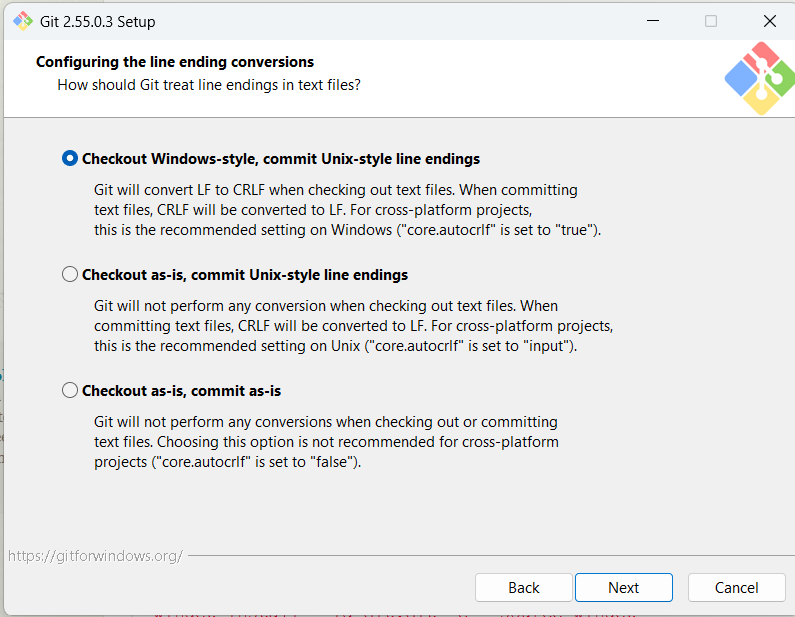 Git 2.55.0.3 Setup
Configuring the line ending conversions
How should Git treat line endings in text files?
Checkout Windows-style, commit Unix-style line endings
Git will convert LF to CRLF when checking out text files. When committing
text files, CRLF will be converted to LF. For cross-platform projects,
this is the recommended setting on Windows ("core.autocrlf" is set to "true").
Checkout as-is, commit Unix-style line endings
Git will not perform any conversion when checking out text files. When
committing text files, CRLF will be converted to LF. For cross-platform projects,
this is the recommended setting on Unix ("core.autocrlf" is set to "input").
Checkout as-is, commit as-is
Git will not perform any conversions when checking out or committing
text files. Choosing this option is not recommended for cross-platform
projects ("core.autocrlf" is set to "false").
https://gitforwindows.org/
Back
Next
Cancel